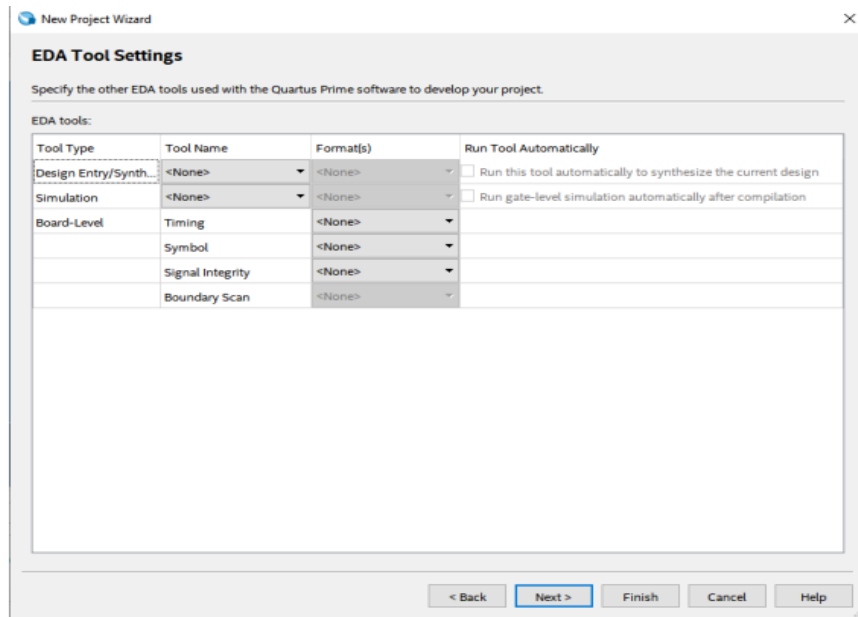 New Project Wizard
EDA Tool Settings
Specify the other EDA tools used with the Quartus Prime software to develop your project.
EDA tools:
Tool Type Tool Name Format(s) Run Tool Automatically
Design Entry/Synth... <None> <None> Run this tool automatically to synthesize the current design
Simulation <None> <None> Run gate-level simulation automatically after compilation
Board-Level Timing <None>
Symbol <None>
Signal Integrity <None>
Boundary Scan <None>
< Back Next > Finish Cancel Help